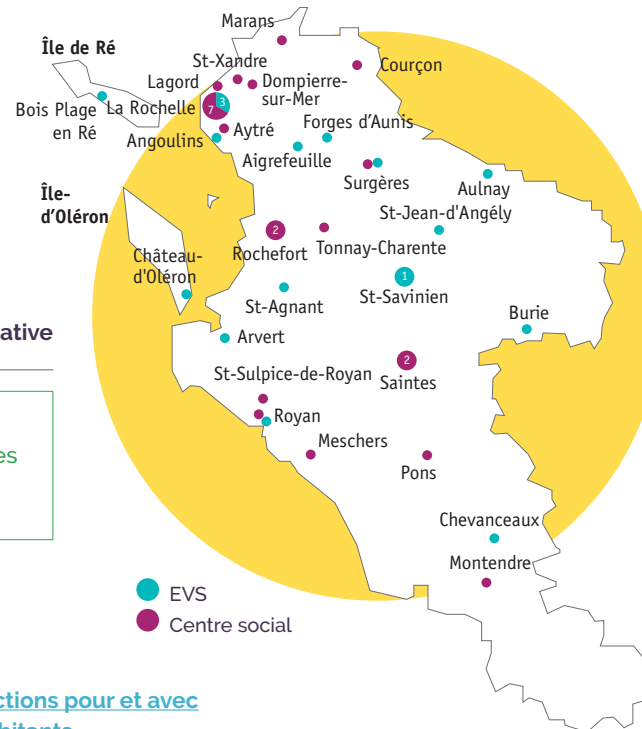 Marans
Île de Ré
St-Xandre
Courçon
Lagord
Dompierre-
sur-Mer
Bois Plage
en Ré
La Rochelle
7
3
Forges d'Aunis
Aytré
Angoulins
Aigrefeuille
Surgères
Aulnay
Île-
d'Oléron
St-Jean-d'Angély
2
Rochefort
Tonnay-Charente
Château-
d'Oléron
1
St-Savinien
St-Agnant
Burie
ative
Arvert
St-Sulpice-de-Royan
2
Saintes
es
Royan
Meschers
Pons
Chevanceaux
Montendre
EVS
Centre social
ctions pour et avec